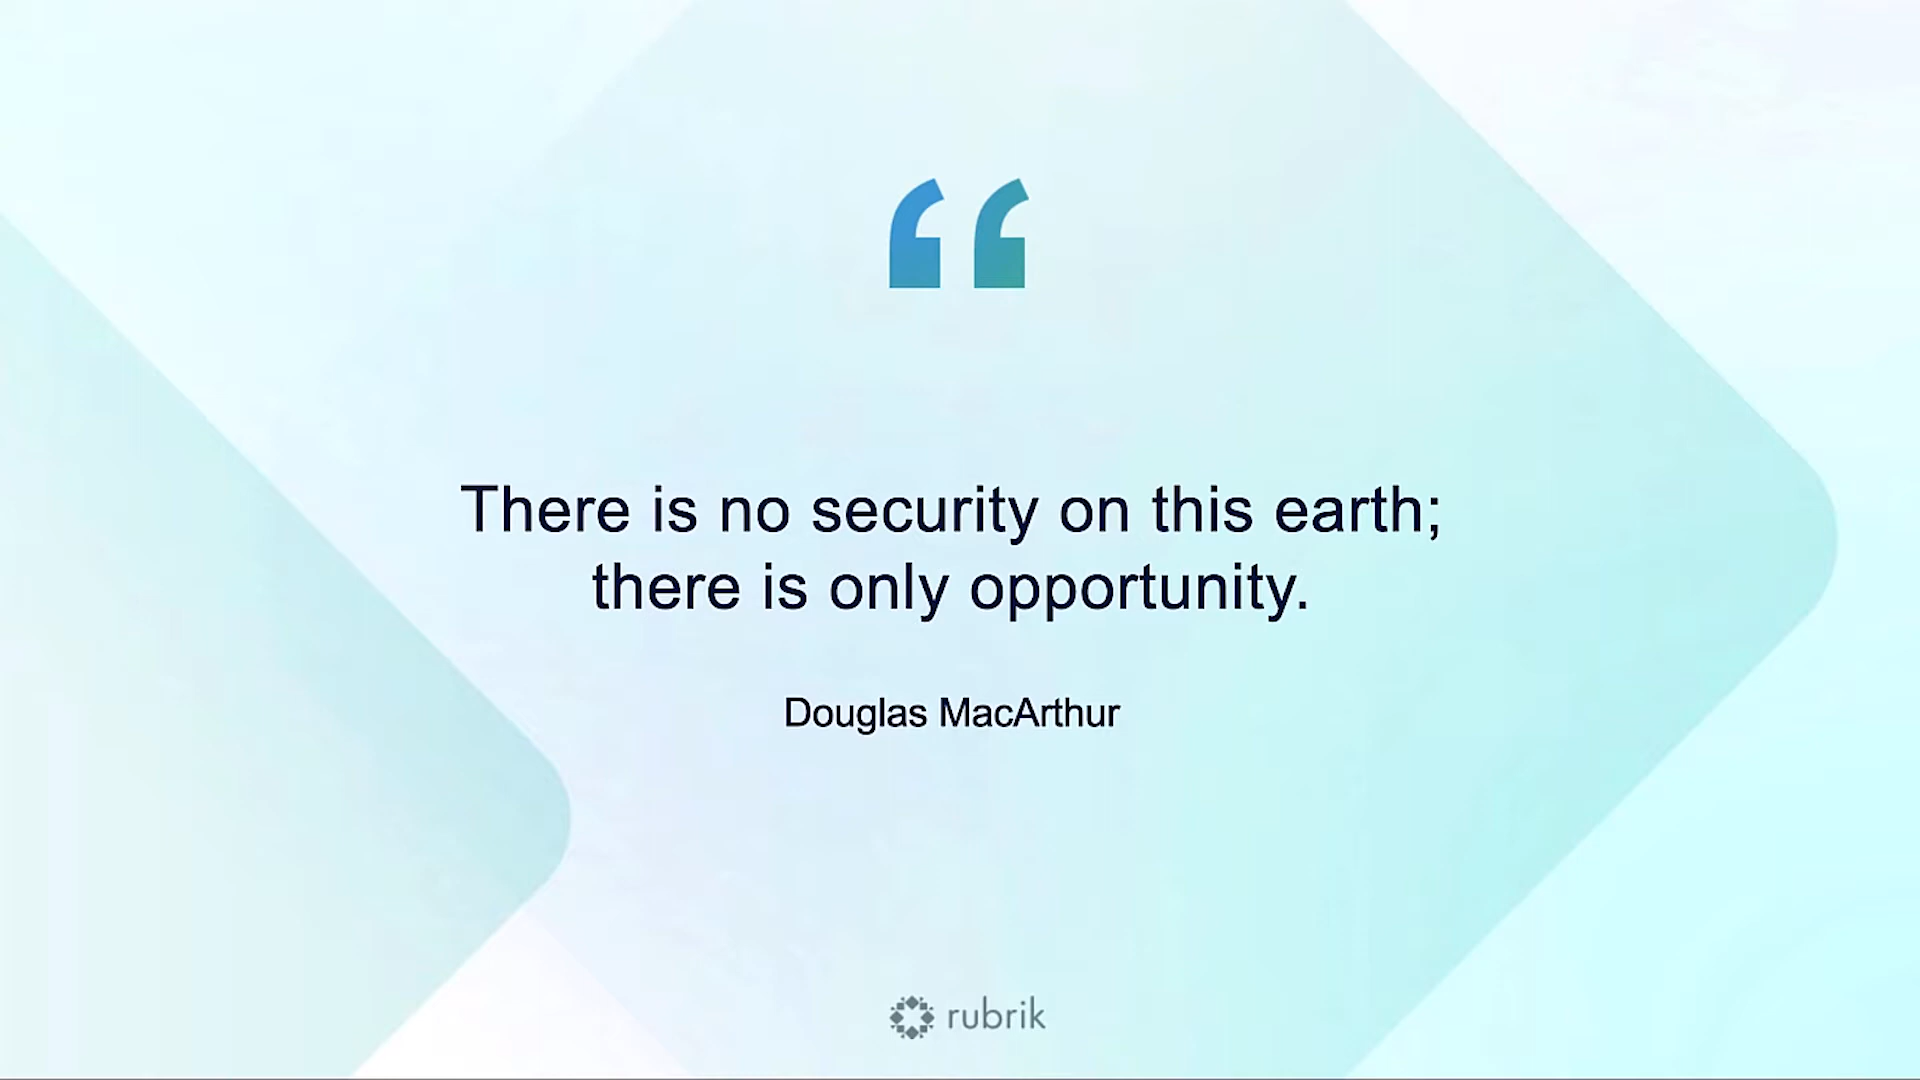 “
There is no security on this earth;
there is only opportunity.
Douglas MacArthur
rubrik